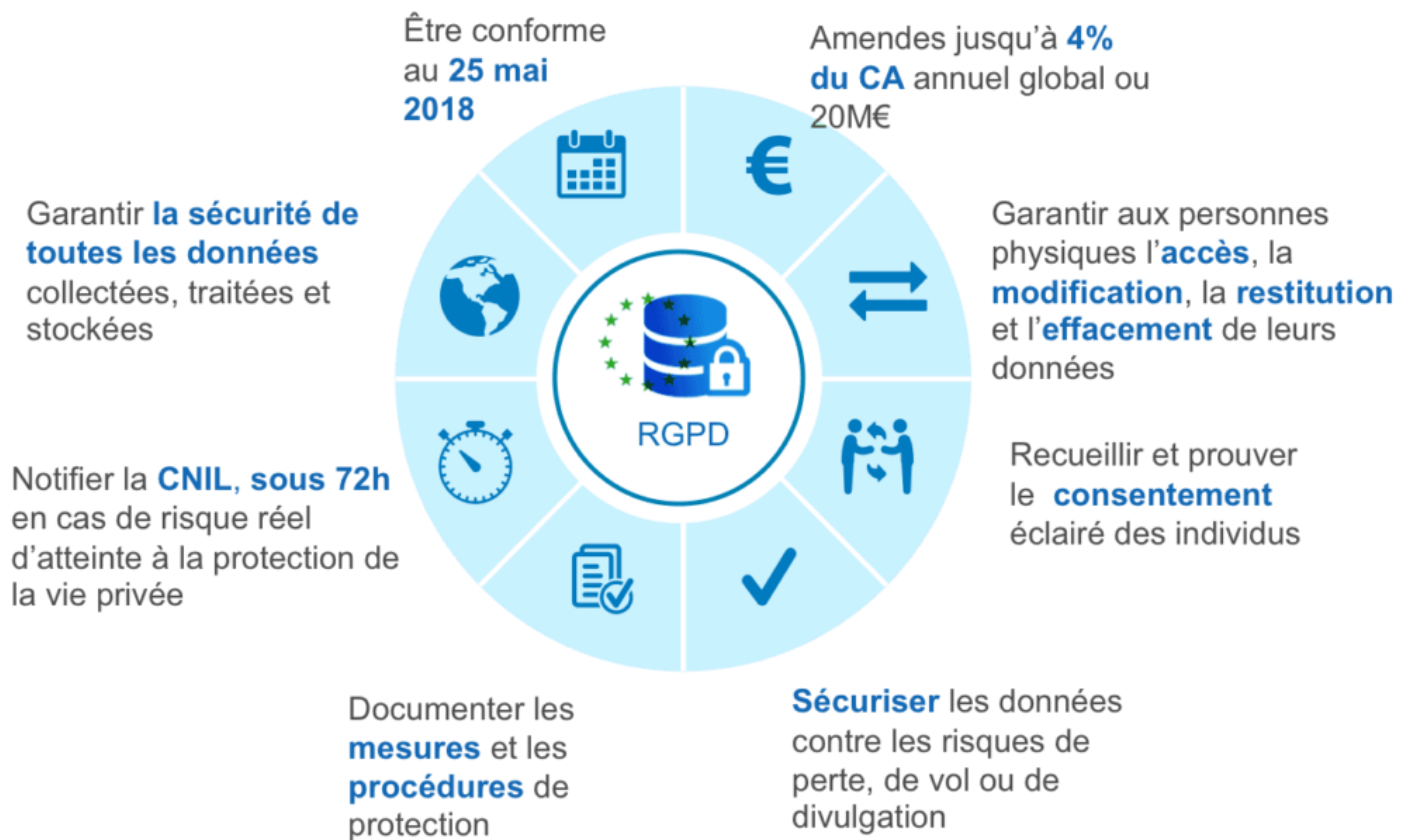 Être conforme
au 25 mai
2018
Amendes jusqu’à 4%
du CA annuel global ou
20M€
Garantir aux personnes
physiques l’accès, la
modification, la restitution
et l’effacement de leurs
données
Recueillir et prouver
le consentement
éclairé des individus
Sécuriser les données
contre les risques de
perte, de vol ou de
divulgation
Documenter les
mesures et les
procédures de
protection
Notifier la CNIL, sous 72h
en cas de risque réel
d’atteinte à la protection de
la vie privée
Garantir la sécurité de
toutes les données
collectées, traitées et
stockées
RGPD